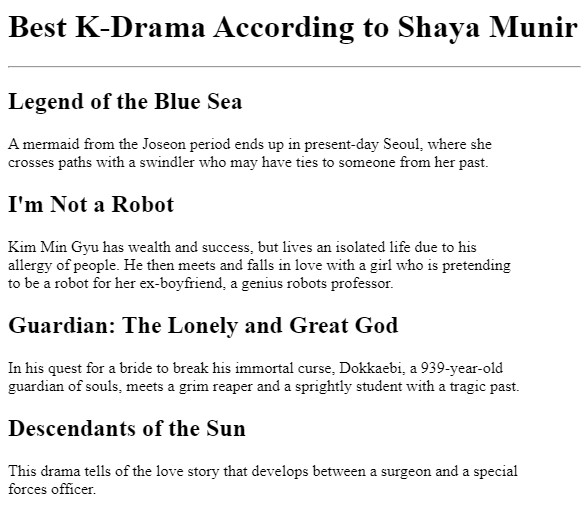 Best K-Drama According to Shaya Munir
Legend of the Blue Sea
A mermaid from the Joseon period ends up in present-day Seoul, where she
crosses paths with a swindler who may have ties to someone from her past.
I'm Not a Robot
Kim Min Gyu has wealth and success, but lives an isolated life due to his
allergy of people. He then meets and falls in love with a girl who is pretending
to be a robot for her ex-boyfriend, a genius robots professor.
Guardian: The Lonely and Great God
In his quest for a bride to break his immortal curse, Dokkaebi, a 939-year-old
guardian of souls, meets a grim reaper and a sprightly student with a tragic past.
Descendants of the Sun
This drama tells of the love story that develops between a surgeon and a special
forces officer.